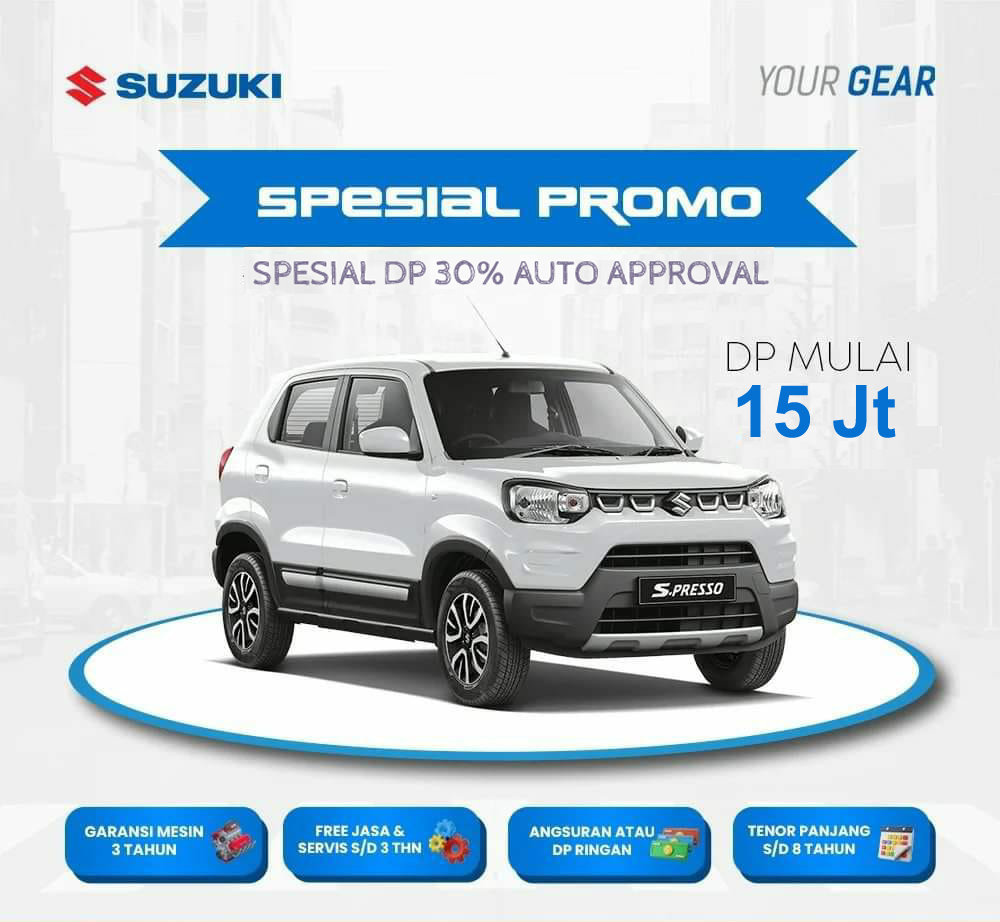 SUZUKI
YOUR GEAR
SPESIAL PROMO
SPESIAL DP 30% AUTO APPROVAL
DP MULAI
15 Jt
S.PRESSO
GARANSI MESIN
3 TAHUN
FREE JASA &
SERVIS S/D 3 THN
ANGSURAN ATAU
DP RINGAN
TENOR PANJANG
S/D 8 TAHUN